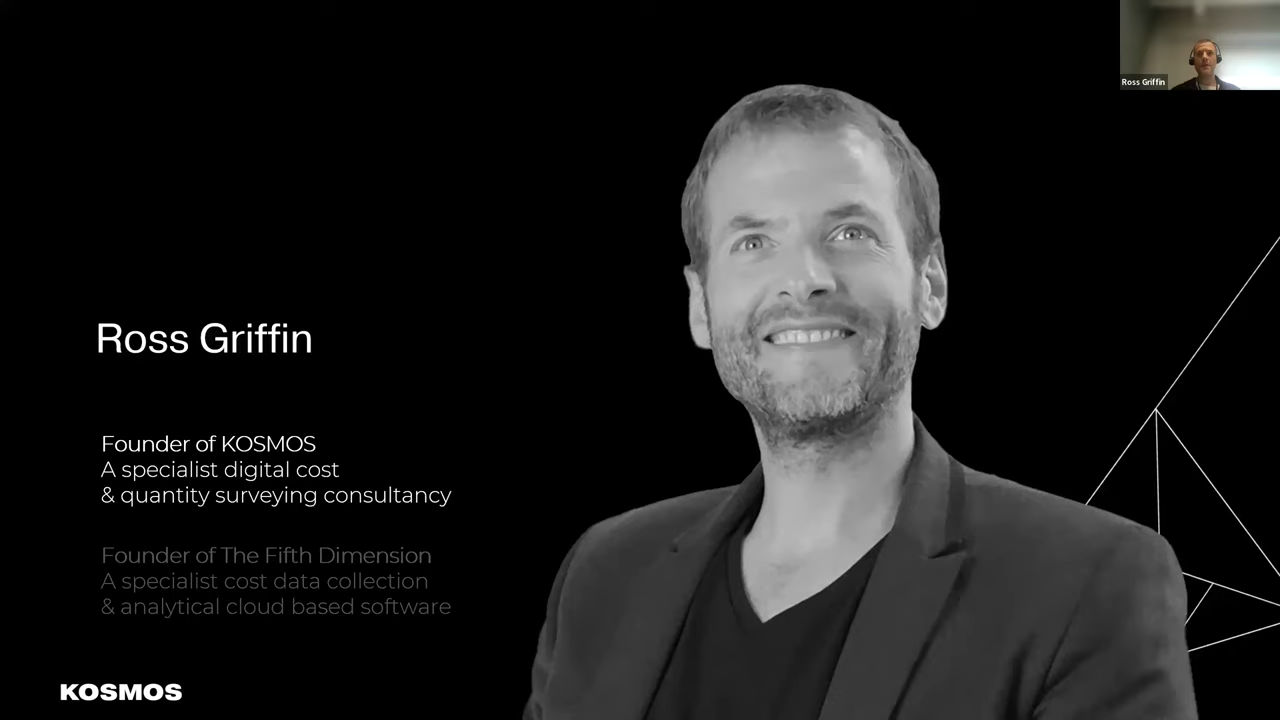 Ross Griffin
Ross Griffin
Founder of KOSMOS
A specialist digital cost
& quantity surveying consultancy
Founder of The Fifth Dimension
A specialist cost data collection
& analytical cloud based software
KOSMOS